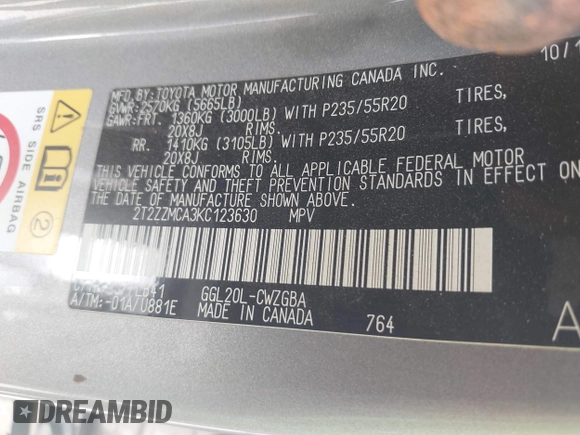 10/1
MFD.BY:TOYOTA MOTOR MANUFACTURING CANADA INC.
GVWR:2570KG (5665LB)
GAWR:FRT. 1360KG (3000LB) WITH P235/55R20 TIRES,
20X8J RIMS.
RR. 1410KG (3105LB) WITH P235/55R20 TIRES,
20X8J RIMS.
THIS VEHICLE CONFORMS TO ALL APPLICABLE FEDERAL MOTOR
VEHICLE SAFETY AND THEFT PREVENTION STANDARDS IN EFFECT ON
THE DATE OF MANUFACTURE SHOWN ABOVE.
2T2ZZMCA3KC123630 MPV
GGL20L-CWZGBA
A/TM:-01A/0881E
MADE IN CANADA 764 A
SRS SIDE AIRBAG
2
DREAMBID